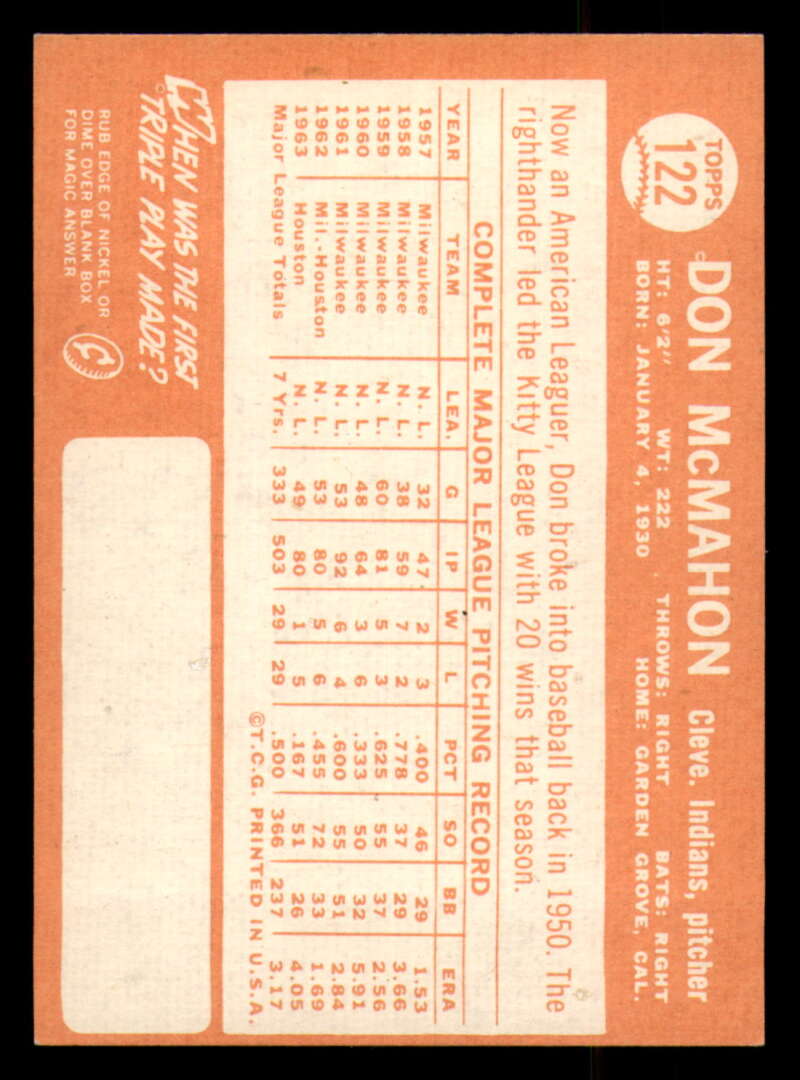 TOPPS
122
DON McMAHON Cleve. Indians, pitcher
HT: 6'2" WT: 222 THROWS: RIGHT BATS: RIGHT
BORN: JANUARY 4, 1930 HOME: GARDEN GROVE, CAL.
Now an American Leaguer, Don broke into baseball back in 1950. The
righthander led the Kitty League with 20 wins that season.
COMPLETE MAJOR LEAGUE PITCHING RECORD
YEAR TEAM LEA. G IP W L PCT SO BB ERA
1957 Milwaukee N. L. 32 47 2 3 .400 46 29 1.53
1958 Milwaukee N. L. 38 59 7 2 .778 37 29 3.66
1959 Milwaukee N. L. 60 81 5 3 .625 55 37 2.56
1960 Milwaukee N. L. 48 64 3 6 .333 50 32 5.91
1961 Milwaukee N. L. 53 92 6 4 .600 55 51 2.84
1962 Mil.-Houston N. L. 53 80 5 6 .455 72 33 1.69
1963 Houston N. L. 49 80 1 5 .167 51 26 4.05
Major League Totals 7 Yrs. 333 503 29 29 .500 366 237 3.17
©T.C.G. PRINTED IN U.S.A.
WHEN WAS THE FIRST
TRIPLE PLAY MADE?
RUB EDGE OF NICKEL OR
DIME OVER BLANK BOX
FOR MAGIC ANSWER